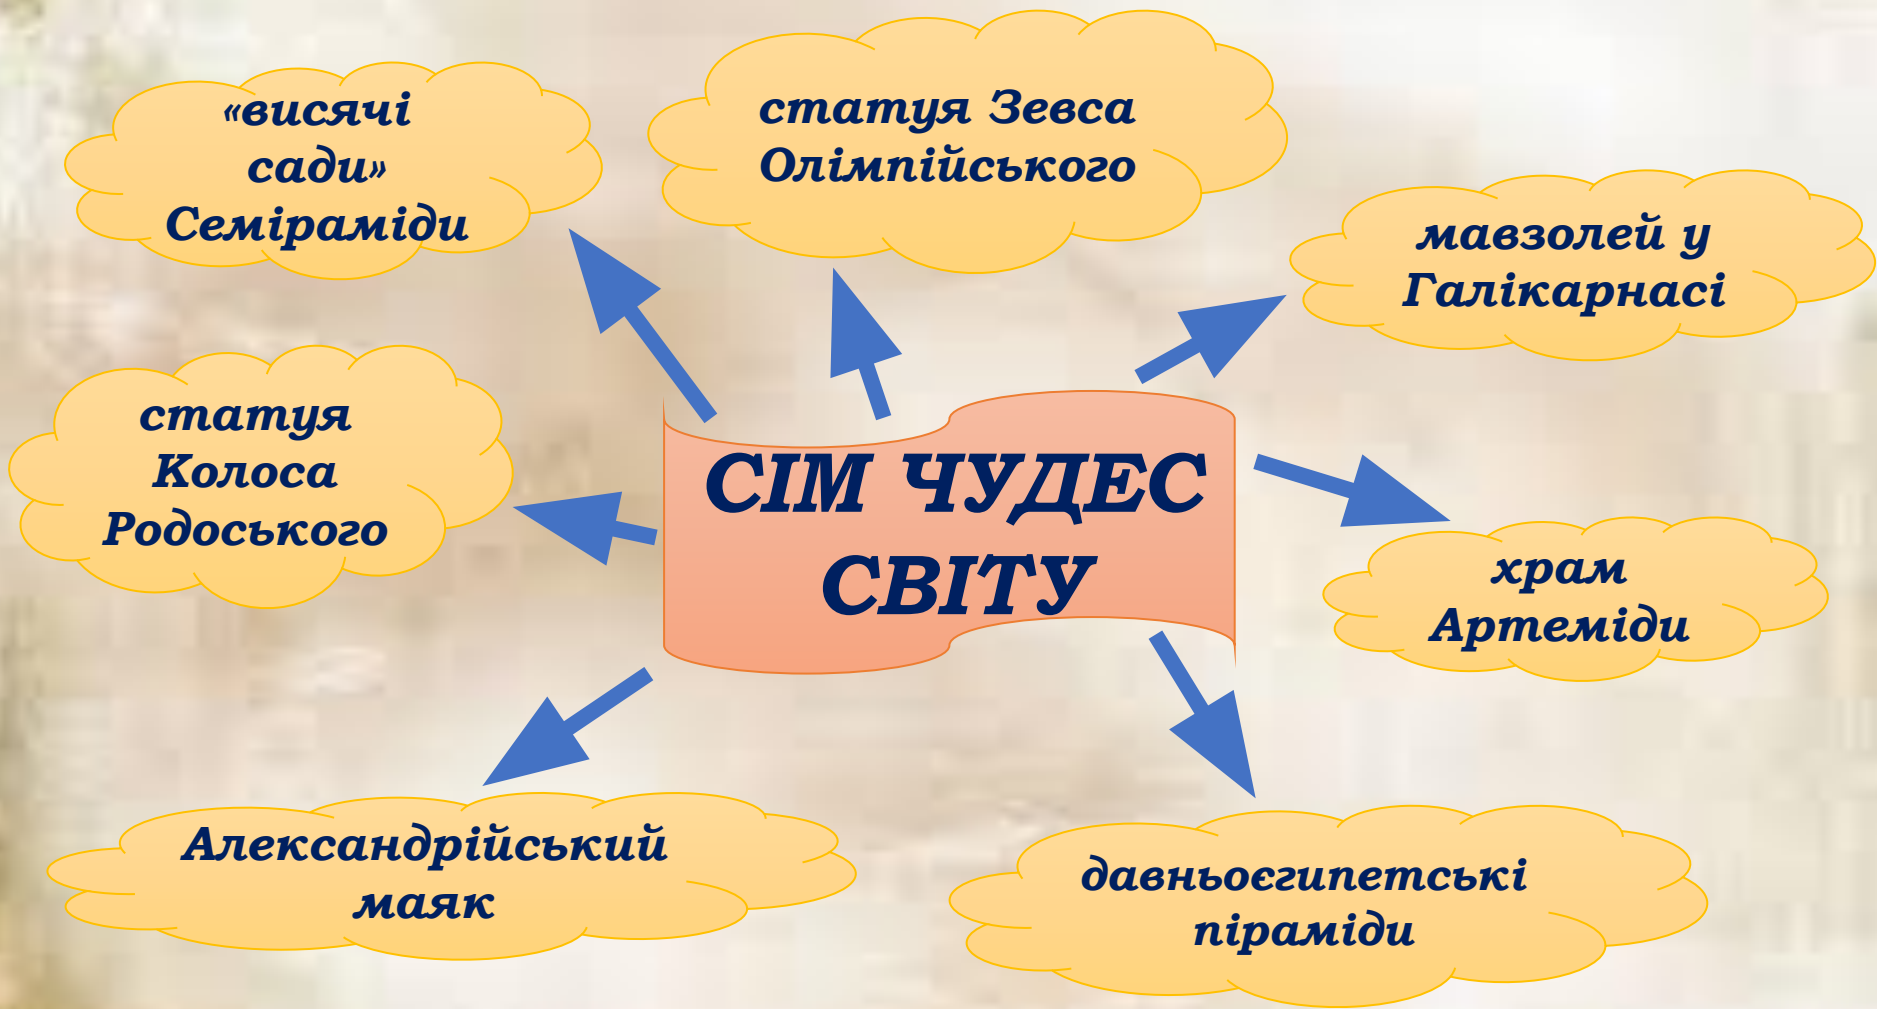 «висячі
сади»
Семіраміди
статуя Зевса
Олімпійського
мавзолей у
Галікарнасі
статуя
Колоса
Родоського
СІМ ЧУДЕС
СВІТУ
храм
Артеміди
Александрійський
маяк
давньоєгипетські
піраміди